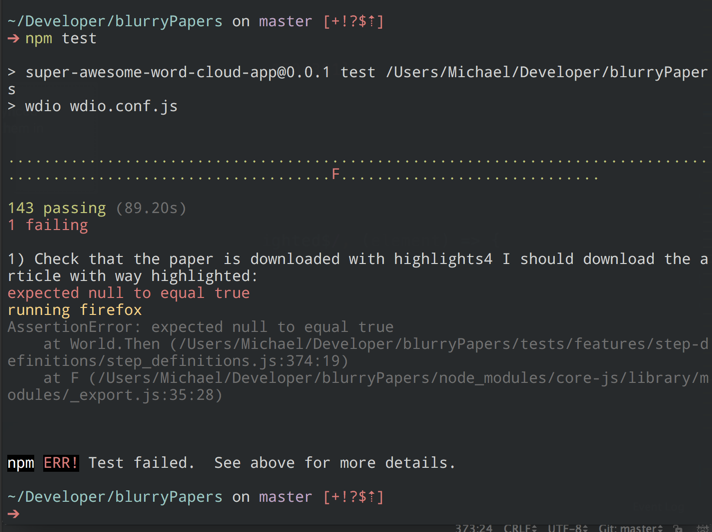 ~/Developer/blurryPapers on master [+!?$⇡]
➔ npm test
> super-awesome-word-cloud-app@0.0.1 test /Users/Michael/Developer/blurryPaper
s
> wdio wdio.conf.js
...............................................................................
....................................F.............................
143 passing (89.20s)
1 failing
1) Check that the paper is downloaded with highlights4 I should download the a
rticle with way highlighted:
expected null to equal true
running firefox
AssertionError: expected null to equal true
    at World.Then (/Users/Michael/Developer/blurryPapers/tests/features/step-d
efinitions/step_definitions.js:374:19)
    at F (/Users/Michael/Developer/blurryPapers/node_modules/core-js/library/m
odules/_export.js:35:28)
npm ERR! Test failed.  See above for more details.
~/Developer/blurryPapers on master [+!?$⇡]
➔
373:24 CRLF UTF-8 Git: master